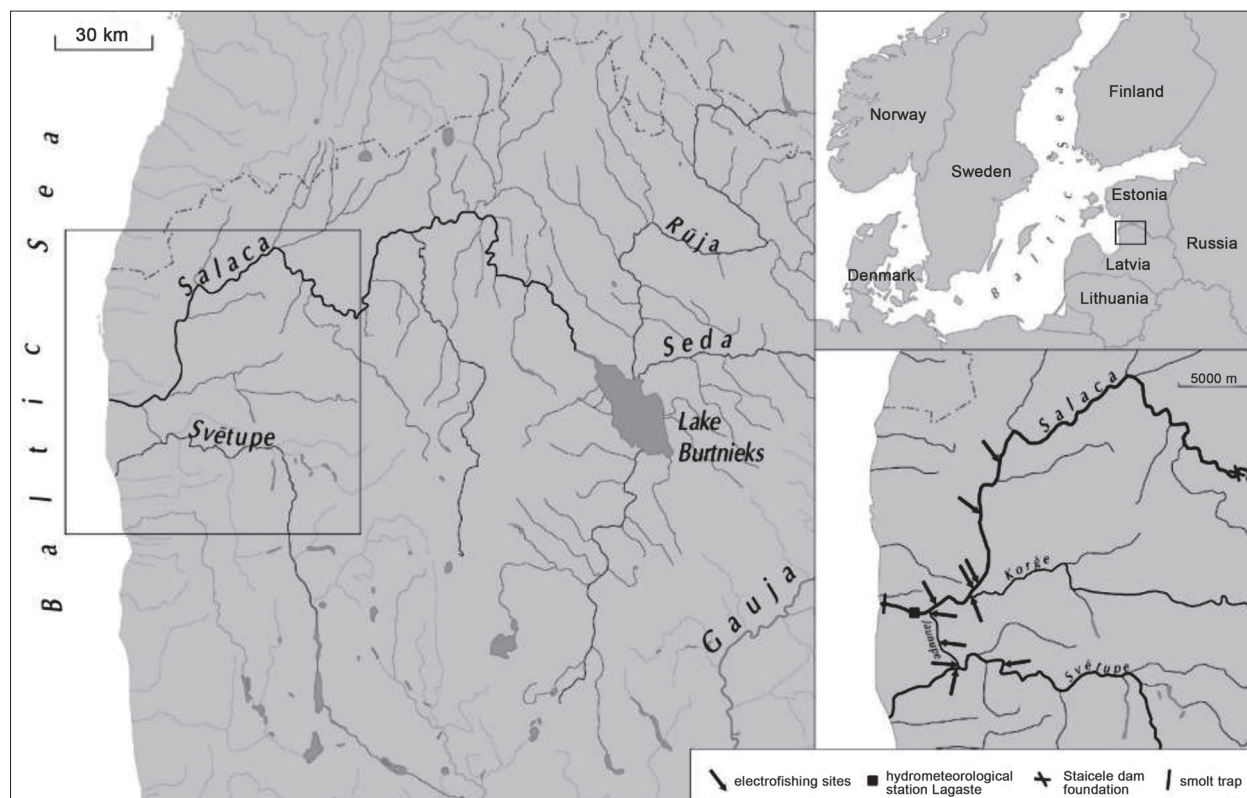 30 km
Baltic Sea
Salaca
Rūja
Seda
Lake
Burtnieks
Svētupe
Gauja
Norway
Sweden
Finland
Baltic Sea
Estonia
Russia
Latvia
Denmark
Lithuania
5000 m
Salaca
Korģe
Jaunupe
Svētupe
electrofishing sites
hydrometeorological
station Lagaste
Staicele dam
foundation
smolt trap